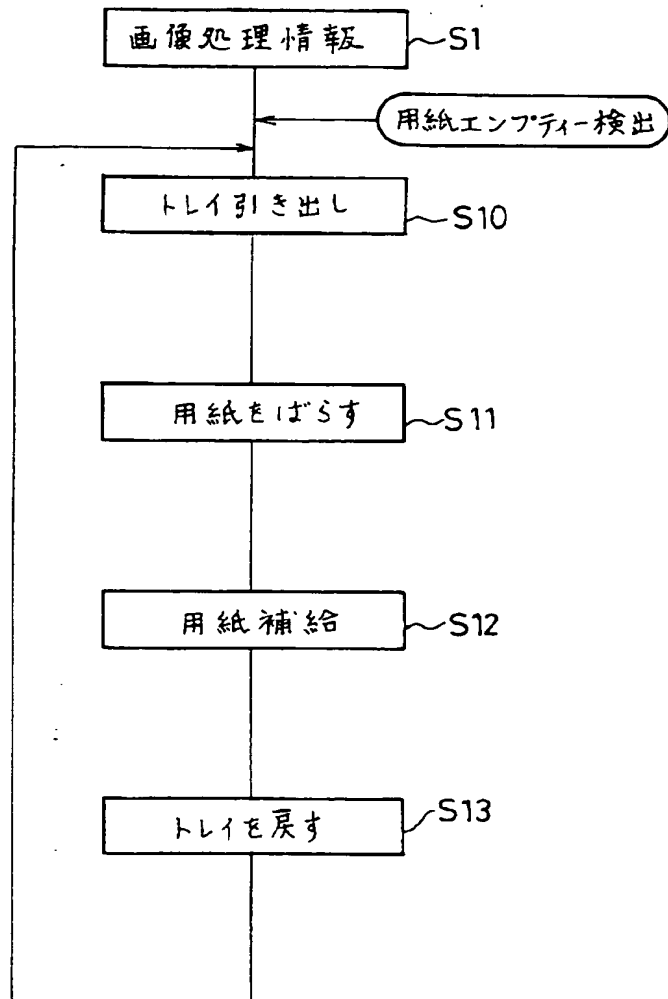 画像処理情報
S1
用紙エンプティー検出
トレイ引き出し
S10
用紙をばらす
S11
用紙補給
S12
トレイを戻す
S13